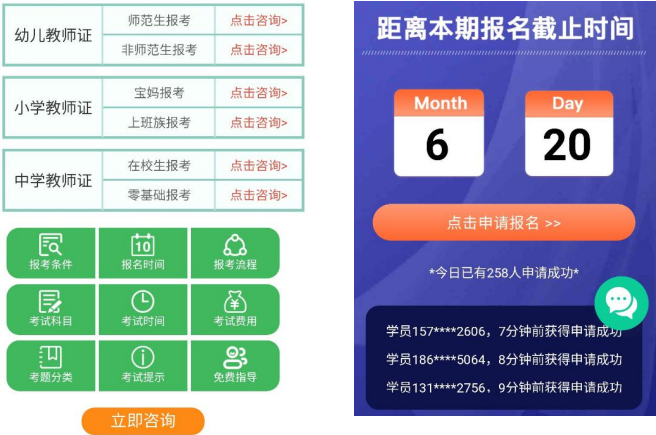 幼儿教师证
师范生报考
点击咨询>
非师范生报考
点击咨询>
小学教师证
宝妈报考
点击咨询>
上班族报考
点击咨询>
中学教师证
在校生报考
点击咨询>
零基础报考
点击咨询>
报考条件
10
报名时间
报考流程
考试科目
考试时间
¥
考试费用
考题分类
考试提示
免费指导
立即咨询
距离本期报名截止时间
Month
Day
6
20
点击申请报名 >>
*今日已有258人申请成功*
学员157****2606，7分钟前获得申请成功
学员186****5064，8分钟前获得申请成功
学员131****2756，9分钟前获得申请成功